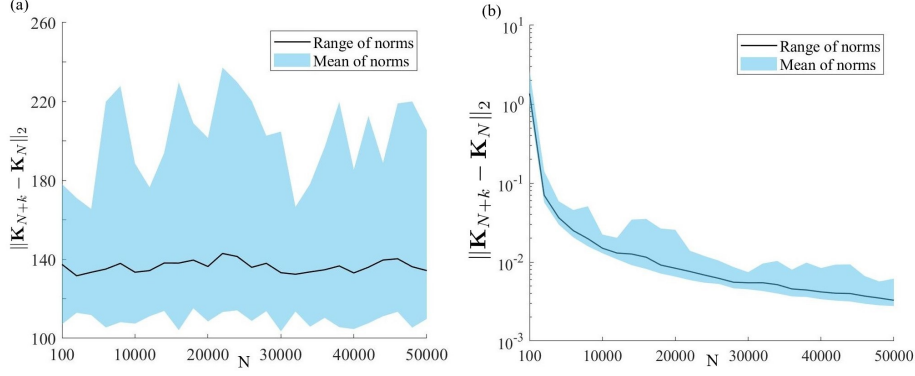 (a)
260
220
180
140
100
||K_{N+k} − K_N||_2
Range of norms
Mean of norms
100
10000
20000
30000
40000
50000
N
(b)
10^1
10^0
10^{-1}
10^{-2}
10^{-3}
||K_{N+k} − K_N||_2
Range of norms
Mean of norms
100
10000
20000
30000
40000
50000
N